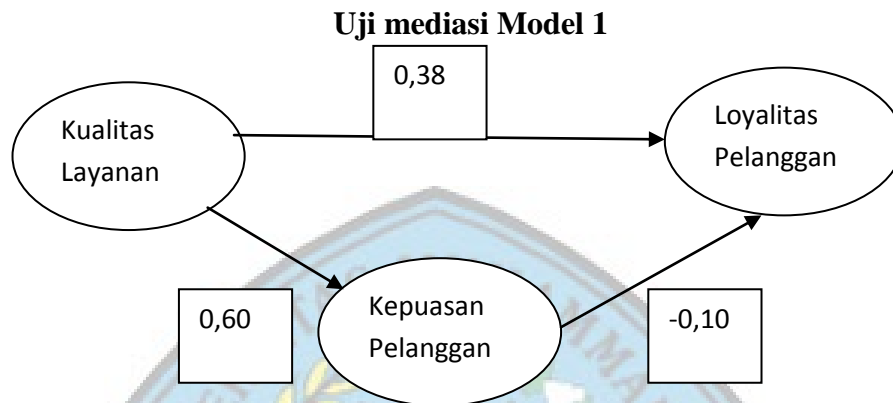 Uji mediasi Model 1
0,38
Kualitas
Layanan
Loyalitas
Pelanggan
0,60
Kepuasan
Pelanggan
-0,10